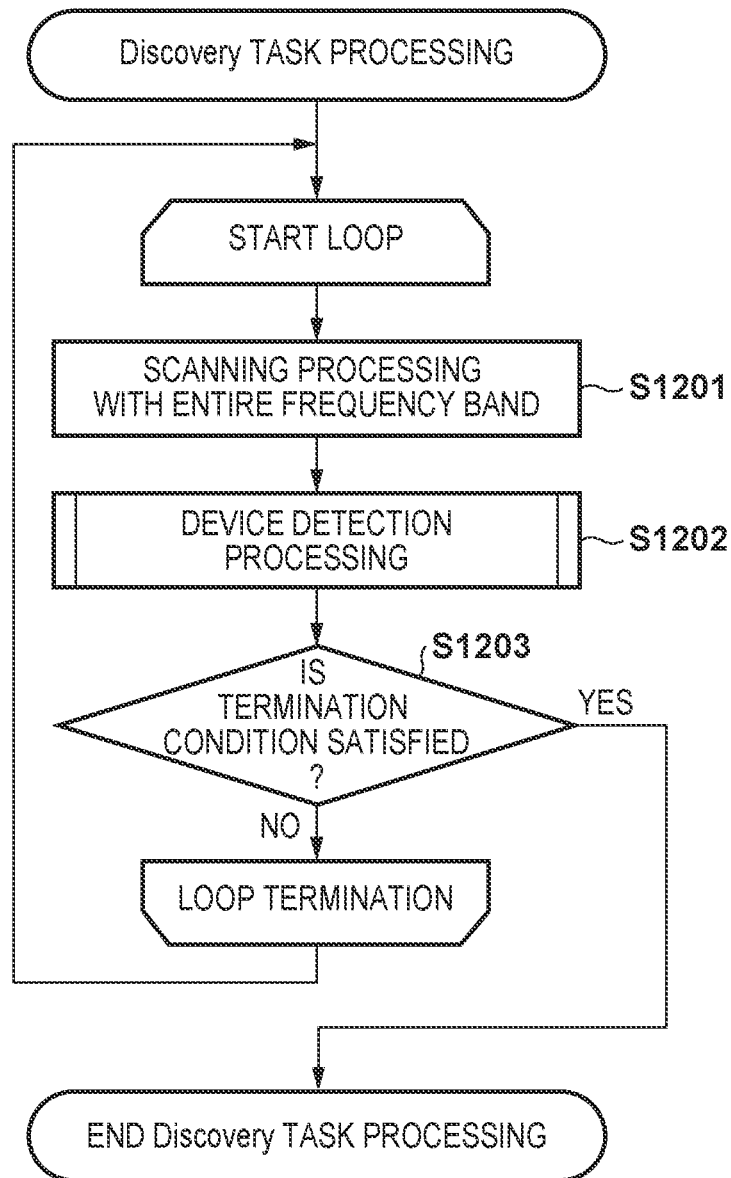 Discovery TASK PROCESSING
START LOOP
SCANNING PROCESSING
WITH ENTIRE FREQUENCY BAND
S1201
DEVICE DETECTION
PROCESSING
S1202
S1203
IS
TERMINATION
CONDITION SATISFIED
?
YES
NO
LOOP TERMINATION
END Discovery TASK PROCESSING